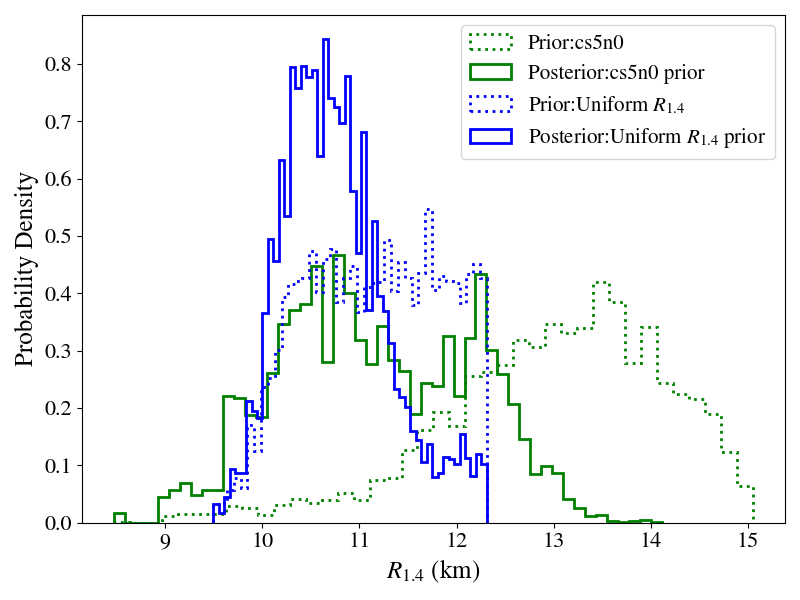 Prior:cs5n0
Posterior:cs5n0 prior
Prior:Uniform R1.4
Posterior:Uniform R1.4 prior
Probability Density
0.8
0.7
0.6
0.5
0.4
0.3
0.2
0.1
0.0
9 10 11 12 13 14 15
R1.4 (km)